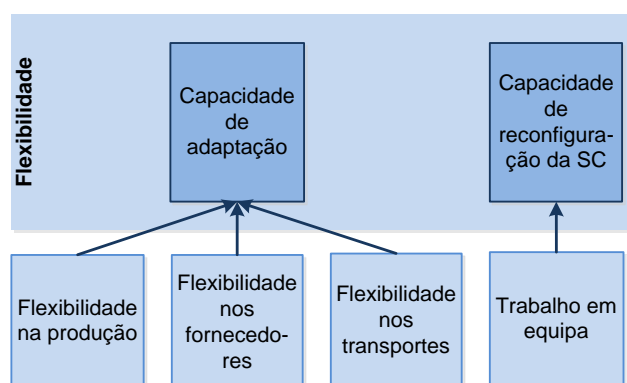 Flexibilidade
Capacidade
de
adaptação
Capacidade
de
reconfigura-
ção da SC
Flexibilidade
na produção
Flexibilidade
nos
fornecedo-
res
Flexibilidade
nos
transportes
Trabalho em
equipa